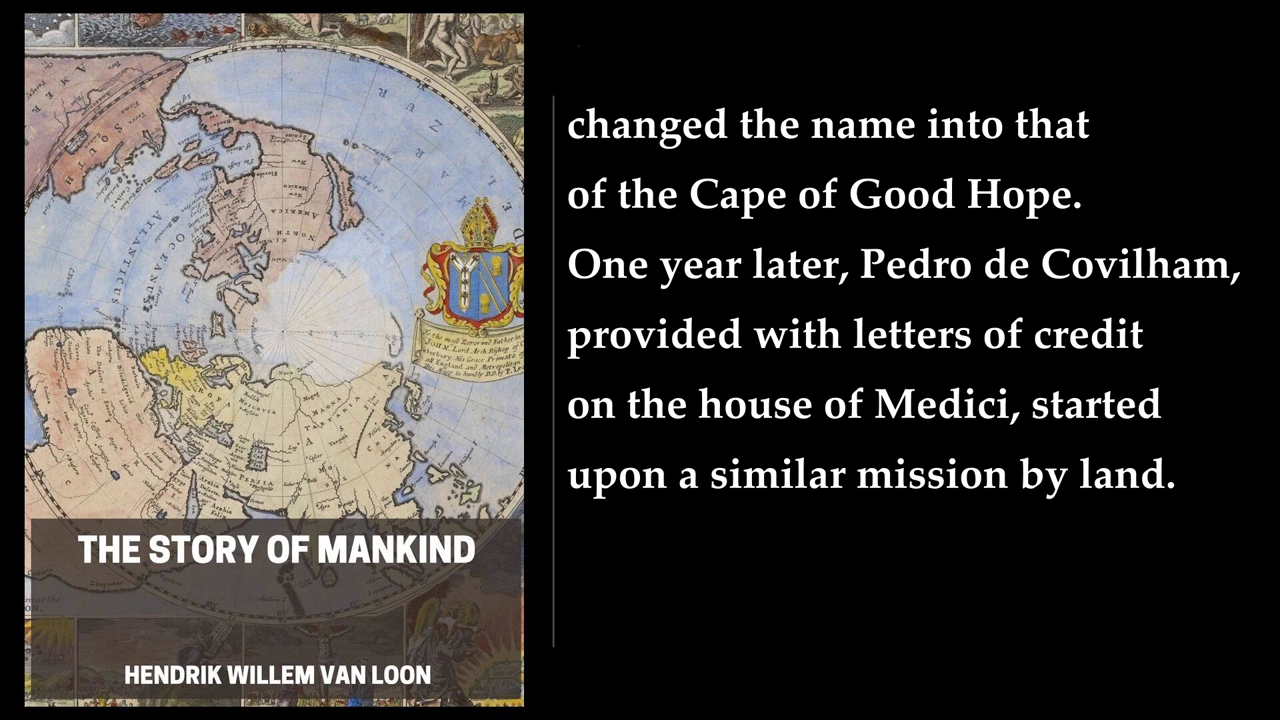 changed the name into that
of the Cape of Good Hope.
One year later, Pedro de Covilham,
provided with letters of credit
on the house of Medici, started
upon a similar mission by land.
THE STORY OF MANKIND
HENDRIK WILLEM VAN LOON